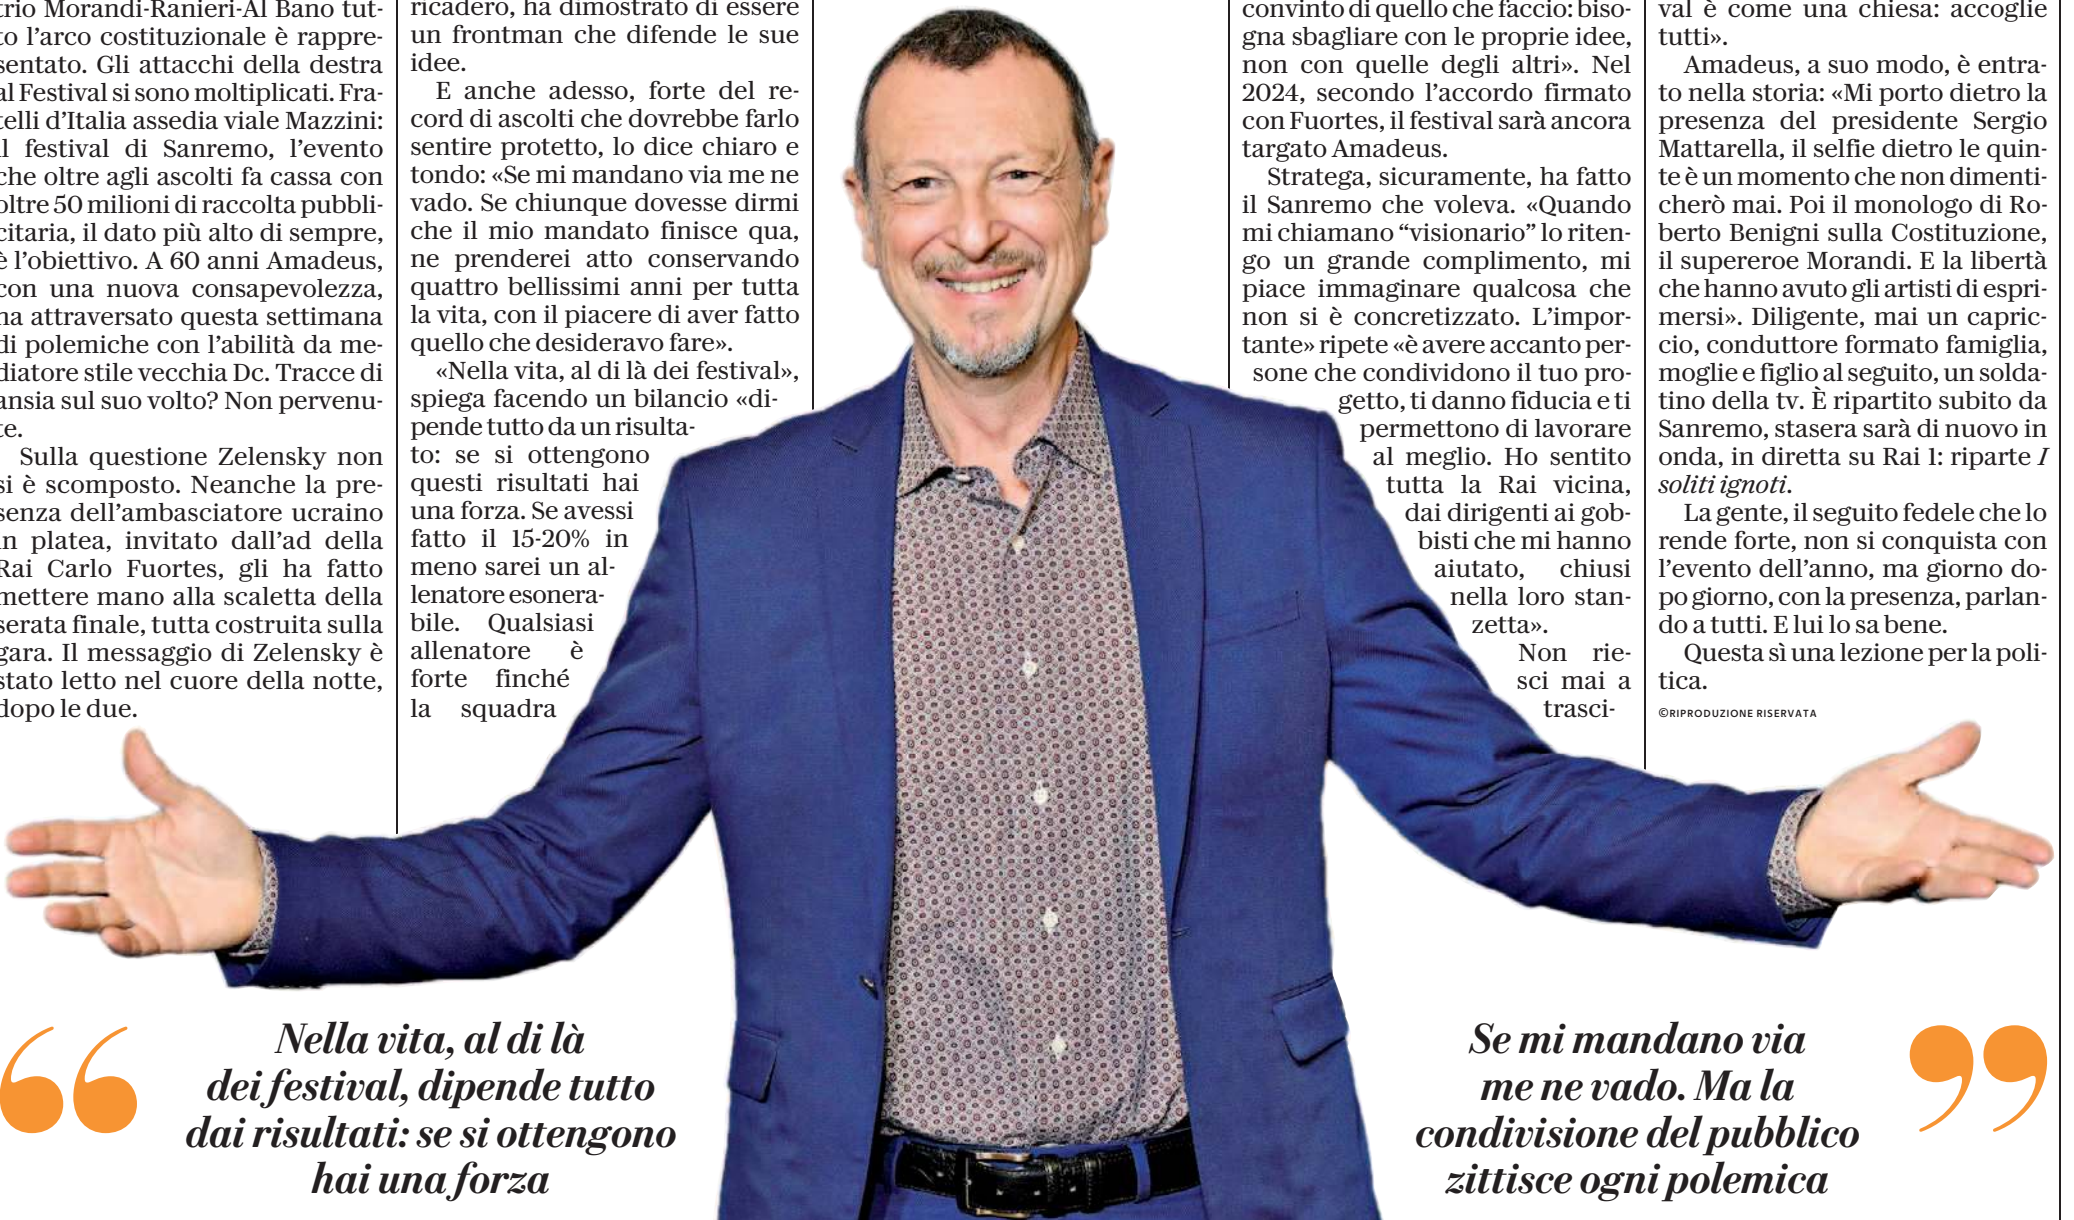 trio Morandi-Ranieri-Al Bano tut-
to l'arco costituzionale è rappre-
sentato. Gli attacchi della destra
al Festival si sono moltiplicati. Fra-
telli d'Italia assedia viale Mazzini:
il festival di Sanremo, l'evento
che oltre agli ascolti fa cassa con
oltre 50 milioni di raccolta pubbli-
citaria, il dato più alto di sempre,
è l'obiettivo. A 60 anni Amadeus,
con una nuova consapevolezza,
ha attraversato questa settimana
di polemiche con l'abilità da me-
diatore stile vecchia Dc. Tracce di
ansia sul suo volto? Non pervenu-
te.
Sulla questione Zelensky non
si è scomposto. Neanche la pre-
senza dell'ambasciatore ucraino
in platea, invitato dall'ad della
Rai Carlo Fuortes, gli ha fatto
mettere mano alla scaletta della
serata finale, tutta costruita sulla
gara. Il messaggio di Zelensky è
stato letto nel cuore della notte,
dopo le due.
ricadero, ha dimostrato di essere
un frontman che difende le sue
idee.
E anche adesso, forte del re-
cord di ascolti che dovrebbe farlo
sentire protetto, lo dice chiaro e
tondo: «Se mi mandano via me ne
vado. Se chiunque dovesse dirmi
che il mio mandato finisce qua,
ne prenderei atto conservando
quattro bellissimi anni per tutta
la vita, con il piacere di aver fatto
quello che desideravo fare».
«Nella vita, al di là dei festival»,
spiega facendo un bilancio «di-
pende tutto da un risulta-
to: se si ottengono
questi risultati hai
una forza. Se avessi
fatto il 15-20% in
meno sarei un al-
lenatore esonera-
bile. Qualsiasi
allenatore è
forte finché
la squadra
convinto di quello che faccio: biso-
gna sbagliare con le proprie idee,
non con quelle degli altri». Nel
2024, secondo l'accordo firmato
con Fuortes, il festival sarà ancora
targato Amadeus.
Stratega, sicuramente, ha fatto
il Sanremo che voleva. «Quando
mi chiamano “visionario” lo riten-
go un grande complimento, mi
piace immaginare qualcosa che
non si è concretizzato. L'impor-
tante» ripete «è avere accanto per-
sone che condividono il tuo pro-
getto, ti danno fiducia e ti
permettono di lavorare
al meglio. Ho sentito
tutta la Rai vicina,
dai dirigenti ai gob-
bisti che mi hanno
aiutato, chiusi
nella loro stan-
zetta».
Non rie-
sci mai a
trasci-
val è come una chiesa: accoglie
tutti».
Amadeus, a suo modo, è entra-
to nella storia: «Mi porto dietro la
presenza del presidente Sergio
Mattarella, il selfie dietro le quin-
te è un momento che non dimenti-
cherò mai. Poi il monologo di Ro-
berto Benigni sulla Costituzione,
il supereroe Morandi. E la libertà
che hanno avuto gli artisti di espri-
mersi». Diligente, mai un capric-
cio, conduttore formato famiglia,
moglie e figlio al seguito, un solda-
tino della tv. È ripartito subito da
Sanremo, stasera sarà di nuovo in
onda, in diretta su Rai 1: riparte I
soliti ignoti.
La gente, il seguito fedele che lo
rende forte, non si conquista con
l'evento dell'anno, ma giorno do-
po giorno, con la presenza, parlan-
do a tutti. E lui lo sa bene.
Questa sì una lezione per la poli-
tica.
©RIPRODUZIONE RISERVATA
“
Nella vita, al di là
dei festival, dipende tutto
dai risultati: se si ottengono
hai una forza
Se mi mandano via
me ne vado. Ma la
condivisione del pubblico
zittisce ogni polemica
”